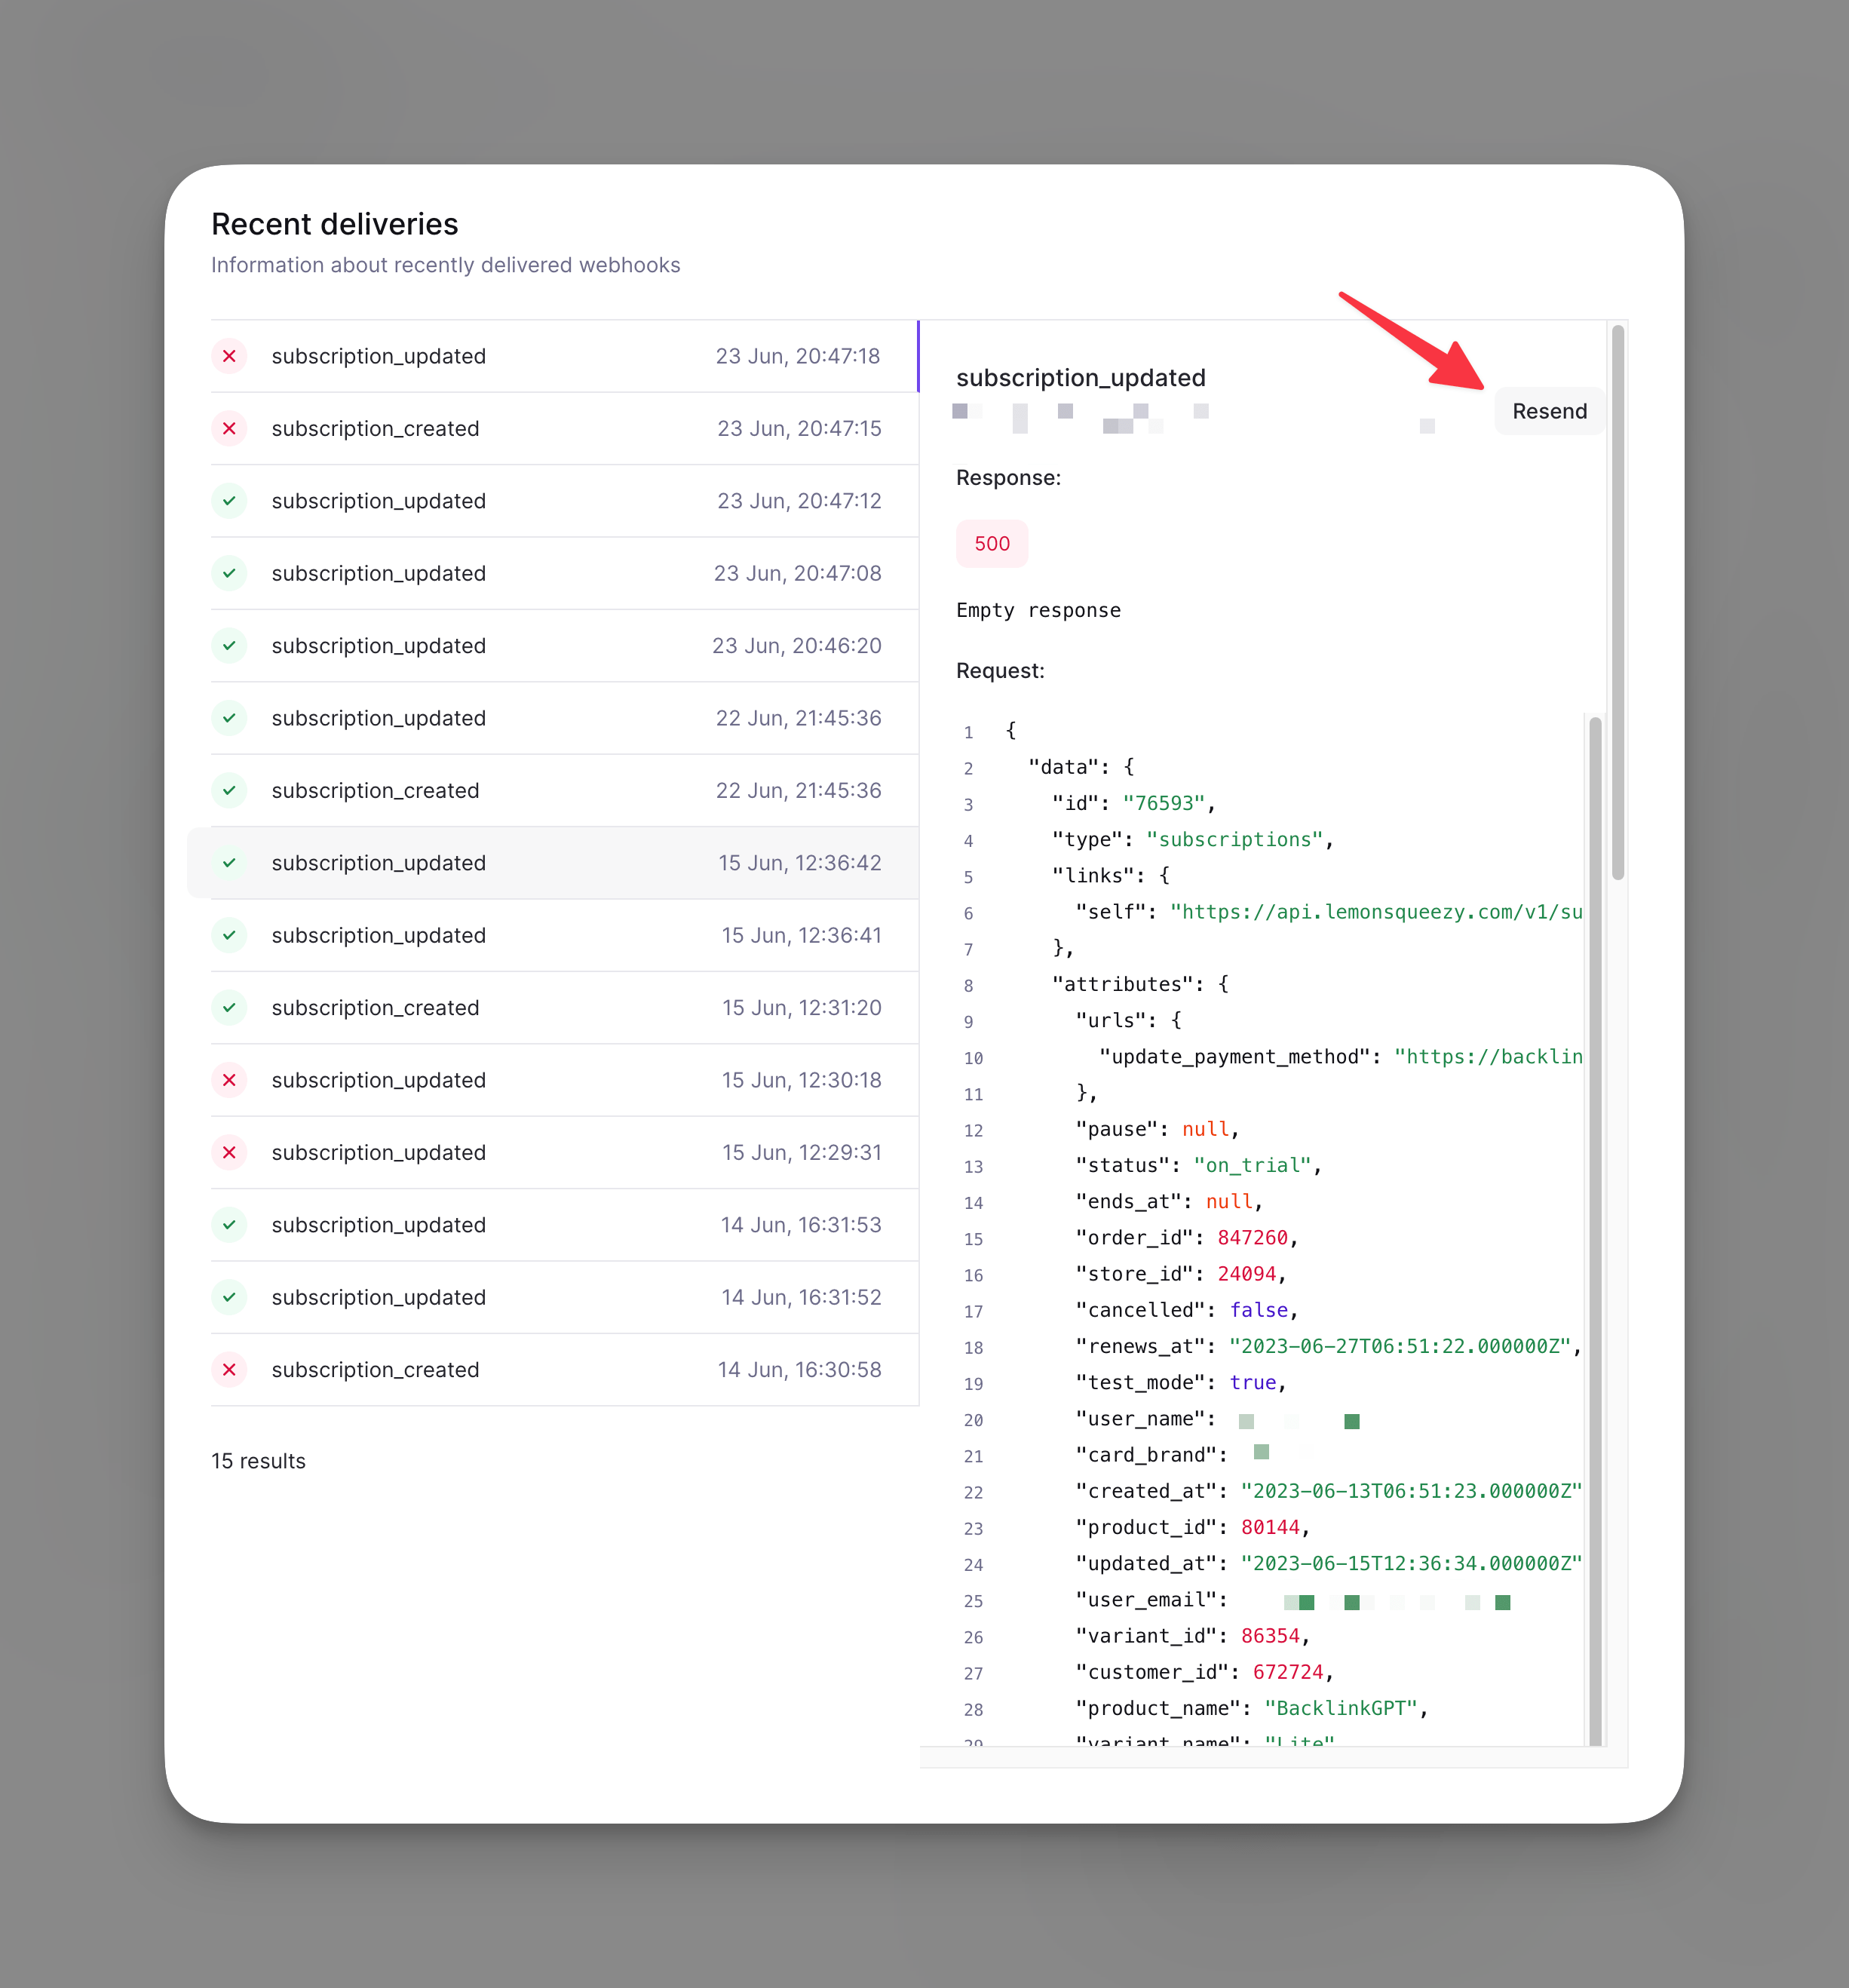 Recent deliveries
Information about recently delivered webhooks
subscription_updated 23 Jun, 20:47:18
subscription_created 23 Jun, 20:47:15
subscription_updated 23 Jun, 20:47:12
subscription_updated 23 Jun, 20:47:08
subscription_updated 23 Jun, 20:46:20
subscription_updated 22 Jun, 21:45:36
subscription_created 22 Jun, 21:45:36
subscription_updated 15 Jun, 12:36:42
subscription_updated 15 Jun, 12:36:41
subscription_created 15 Jun, 12:31:20
subscription_updated 15 Jun, 12:30:18
subscription_updated 15 Jun, 12:29:31
subscription_updated 14 Jun, 16:31:53
subscription_updated 14 Jun, 16:31:52
subscription_created 14 Jun, 16:30:58
15 results
subscription_updated
Resend
Response:
500
Empty response
Request:
1 {
2 "data": {
3 "id": "76593",
4 "type": "subscriptions",
5 "links": {
6 "self": "https://api.lemonsqueezy.com/v1/su
7 },
8 "attributes": {
9 "urls": {
10 "update_payment_method": "https://backlin
11 },
12 "pause": null,
13 "status": "on_trial",
14 "ends_at": null,
15 "order_id": 847260,
16 "store_id": 24094,
17 "cancelled": false,
18 "renews_at": "2023-06-27T06:51:22.000000Z",
19 "test_mode": true,
20 "user_name":
21 "card_brand":
22 "created_at": "2023-06-13T06:51:23.000000Z"
23 "product_id": 80144,
24 "updated_at": "2023-06-15T12:36:34.000000Z"
25 "user_email":
26 "variant_id": 86354,
27 "customer_id": 672724,
28 "product_name": "BacklinkGPT",
29 "variant_name": "Lite"